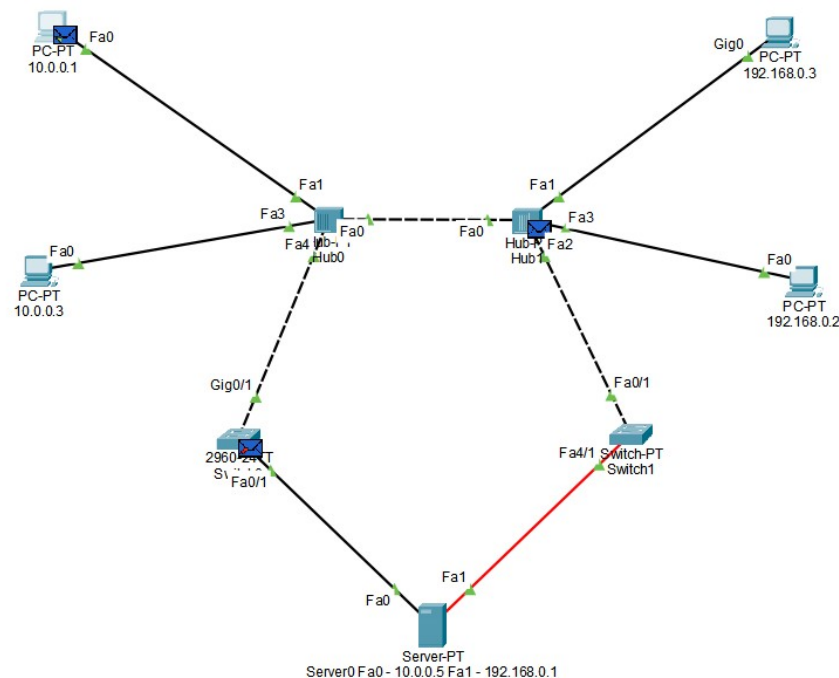 Fa0
PC-PT
10.0.0.1
Gig0
PC-PT
192.168.0.3
Fa1
Fa3
Fa0
Fa4
Hub0
Fa1
Fa0
Fa3
Fa2
Hub1
Fa0
PC-PT
10.0.0.3
Fa0
PC-PT
192.168.0.2
Gig0/1
Fa0/1
Fa0/1
Fa4/1
Switch-PT
Switch1
Fa1
Fa0
Server-PT
Server0 Fa0 - 10.0.0.5 Fa1 - 192.168.0.1